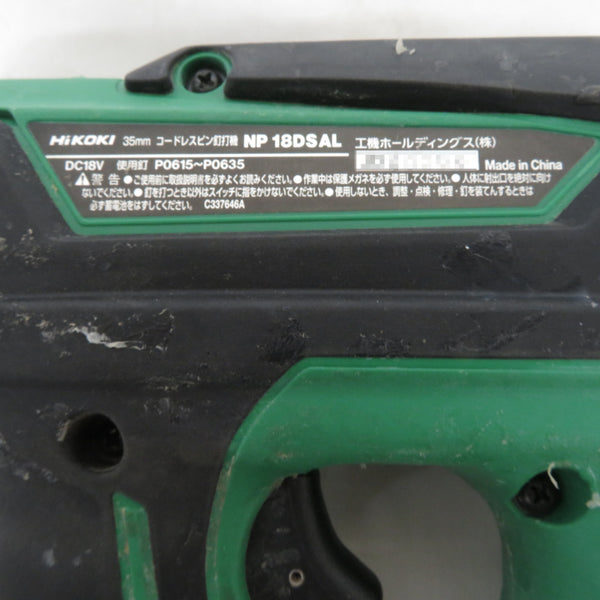 HiKOKI 35mm コードレスピン釘打機 NP 18DSAL 工機ホールディングス(株)
DC18V 使用釘 P0615〜P0635 Made in China
⚠警告 ●ご使用前に取扱説明書を必ずよくお読みください。●作業中は保護メガネを必ず使用してください。●人体に射出口を絶対に向け
ないでください。●釘を打つとき以外はスイッチに指をかけないでください。●使用しないとき、調整・点検・修理・釘を装てんするときは
必ず蓄電池をはずしてください。 C337646A